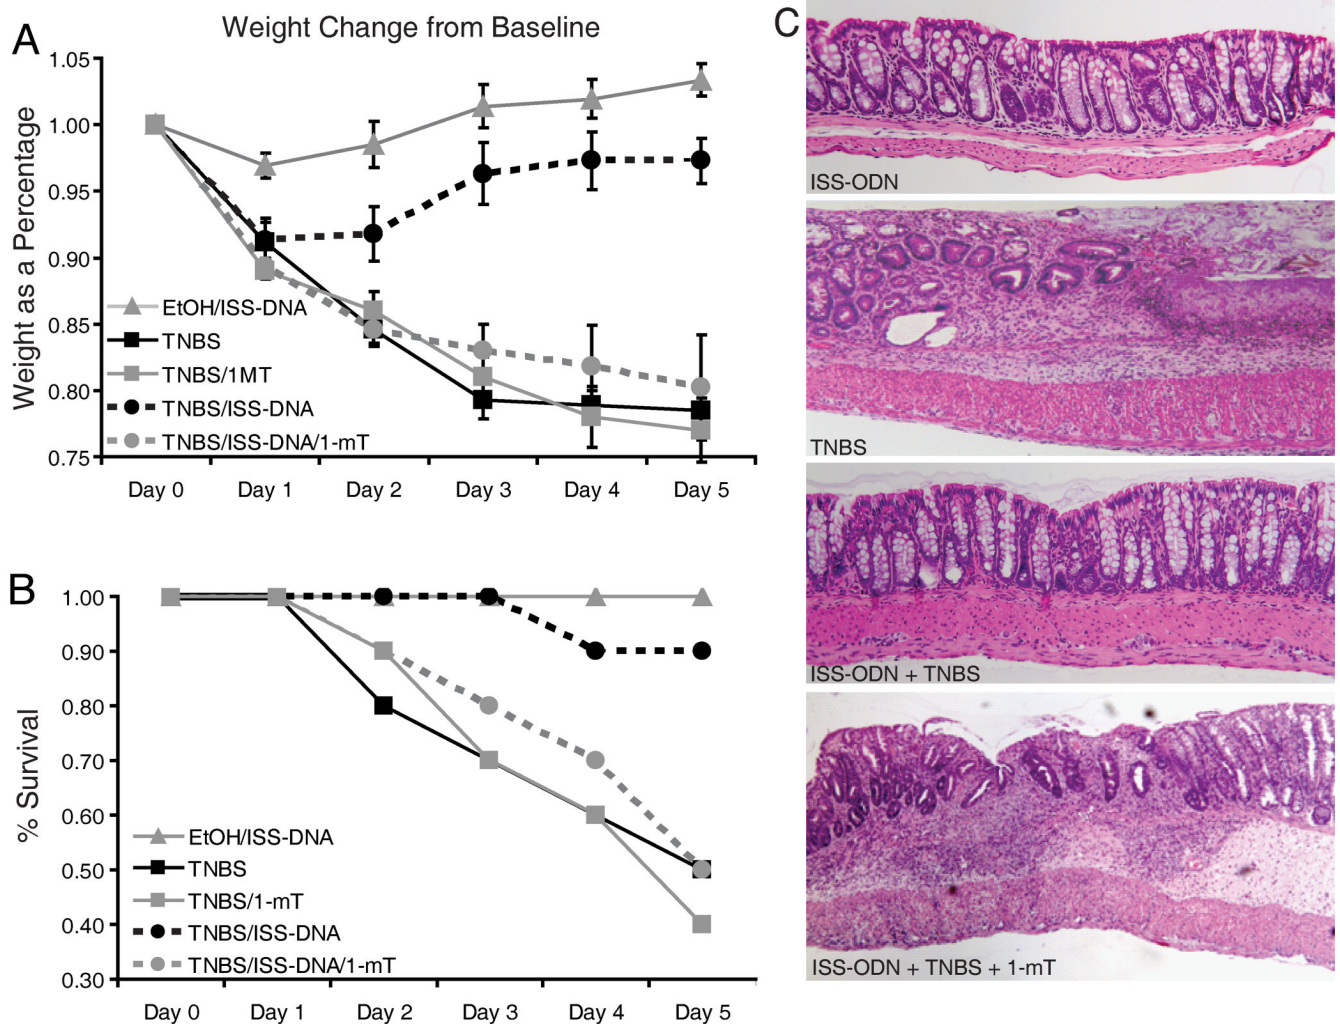 A
Weight Change from Baseline
Weight as a Percentage
1.05
1.00
0.95
0.90
0.85
0.80
0.75
EtOH/ISS-DNA
TNBS
TNBS/1MT
TNBS/ISS-DNA
TNBS/ISS-DNA/1-mT
Day 0 Day 1 Day 2 Day 3 Day 4 Day 5
B
% Survival
1.00
0.90
0.80
0.70
0.60
0.50
0.40
0.30
EtOH/ISS-DNA
TNBS
TNBS/1-mT
TNBS/ISS-DNA
TNBS/ISS-DNA/1-mT
Day 0 Day 1 Day 2 Day 3 Day 4 Day 5
C
ISS-ODN
TNBS
ISS-ODN + TNBS
ISS-ODN + TNBS + 1-mT